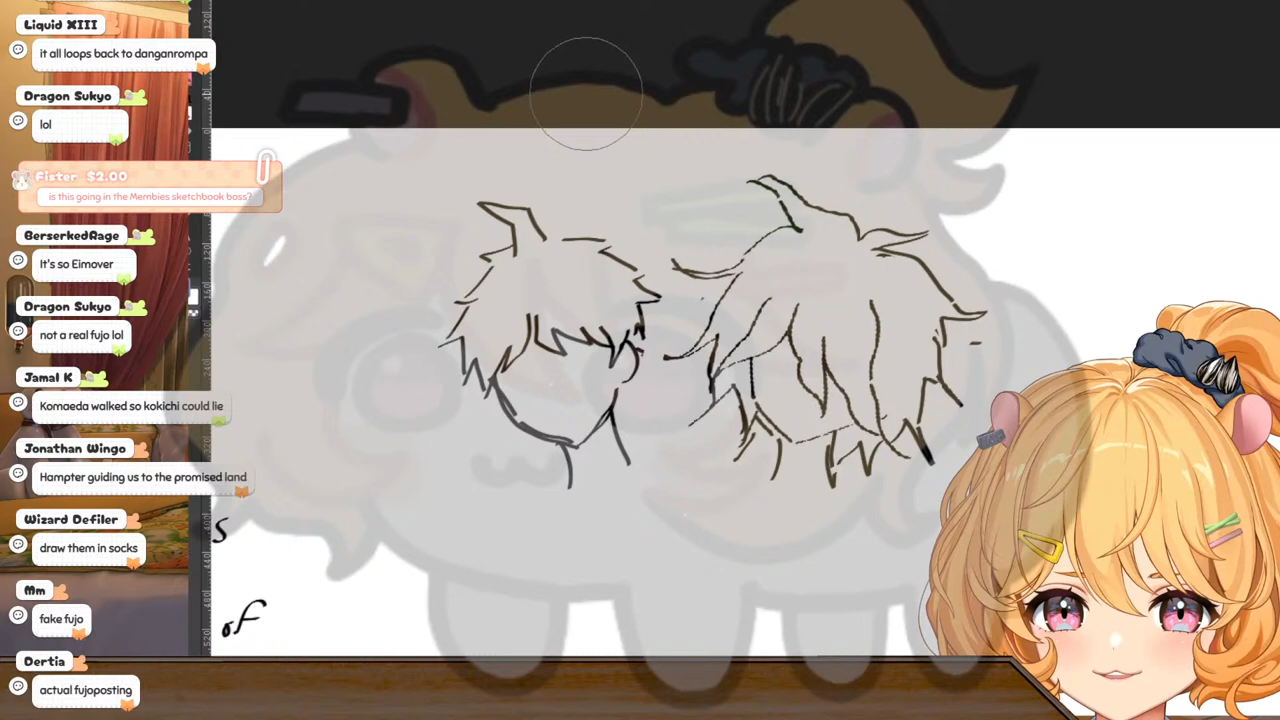 Liquid XIII
it all loops back to danganrompa
Dragon Sukyo
lol
Fister $2.00
is this going in the Membies sketchbook boss?
BerserkedRage
It's so Eimover
Dragon Sukyo
not a real fujo lol
Jamal K
Komaeda walked so kokichi could lie
Jonathan Wingo
Hampter guiding us to the promised land
Wizard Defiler
draw them in socks
Mm
fake fujo
Dertia
actual fujoposting
s
of